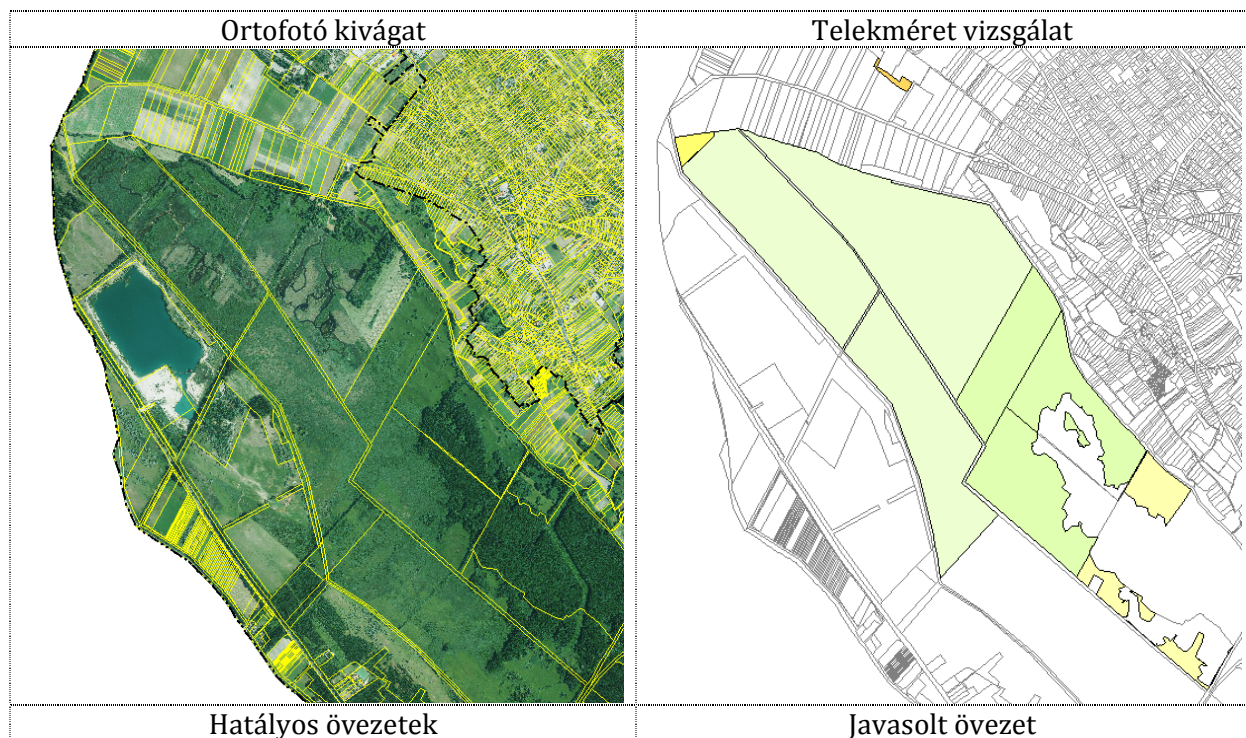 Ortofotó kivágat
Telekméret vizsgálat
Hatályos övezetek
Javasolt övezet